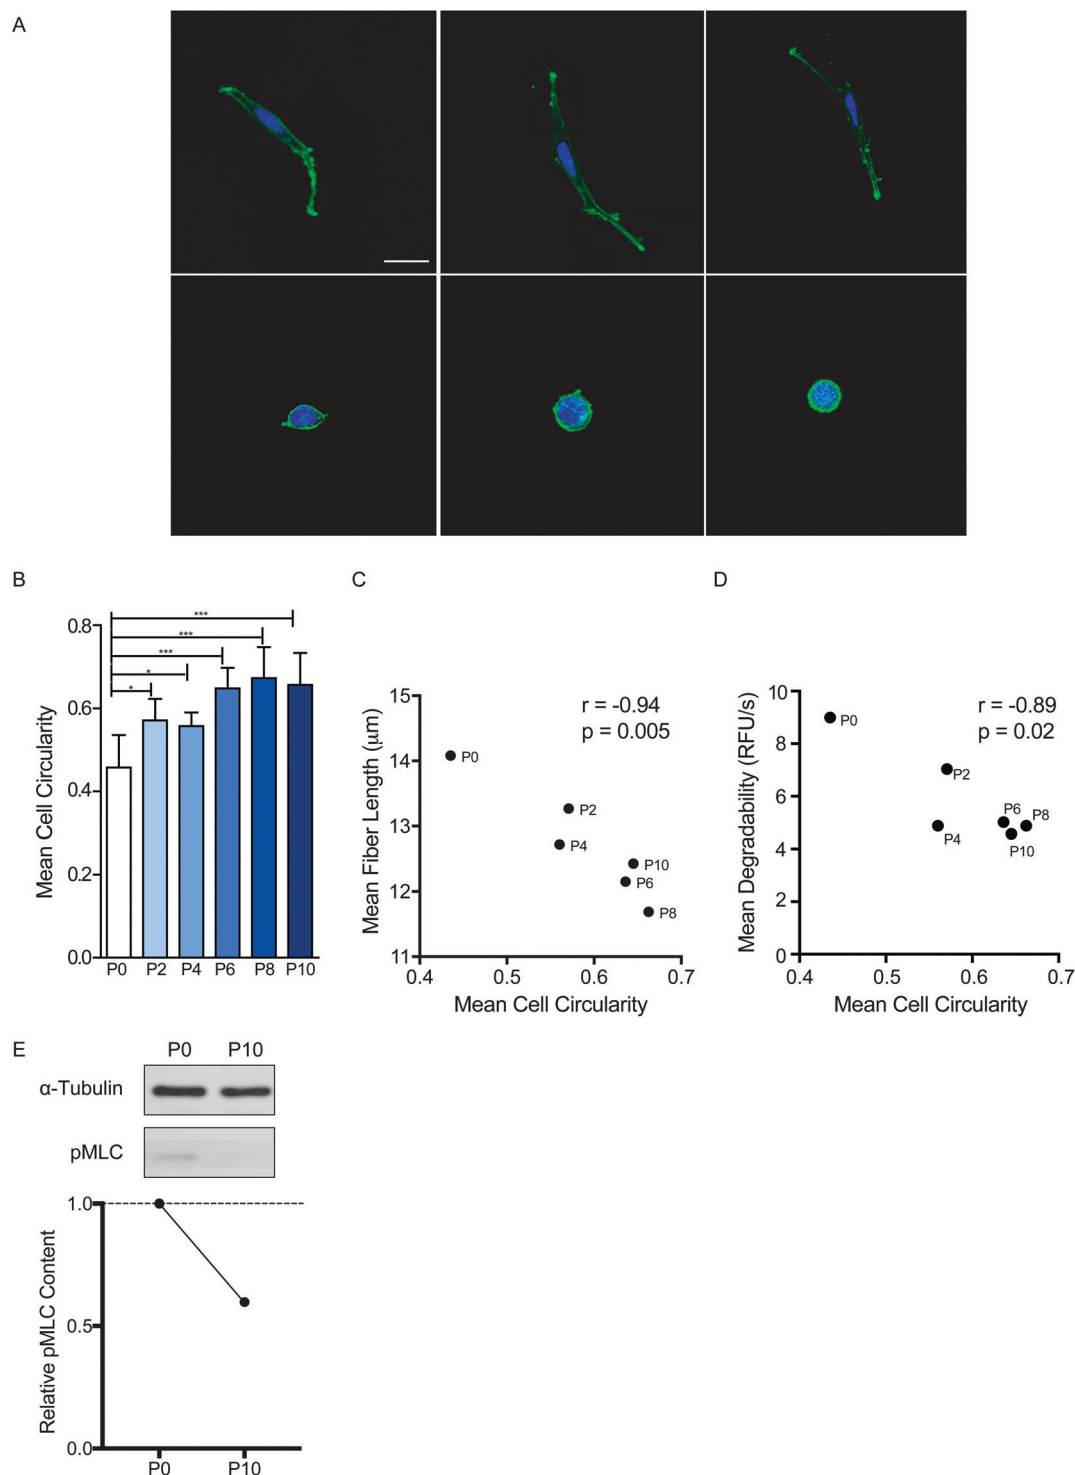 A
B
Mean Cell Circularity
0.8
0.6
0.4
0.2
0.0
***
***
***
*
*
P0 P2 P4 P6 P8 P10
C
Mean Fiber Length (μm)
15
14
13
12
11
r = -0.94
p = 0.005
P0
P2
P4
P10
P6
P8
0.4 0.5 0.6 0.7
Mean Cell Circularity
D
Mean Degradability (RFU/s)
10
8
6
4
2
0
r = -0.89
p = 0.02
P0
P2
P6 P8
P4
P10
0.4 0.5 0.6 0.7
Mean Cell Circularity
E
P0 P10
α-Tubulin
pMLC
Relative pMLC Content
1.0
0.5
0.0
P0 P10